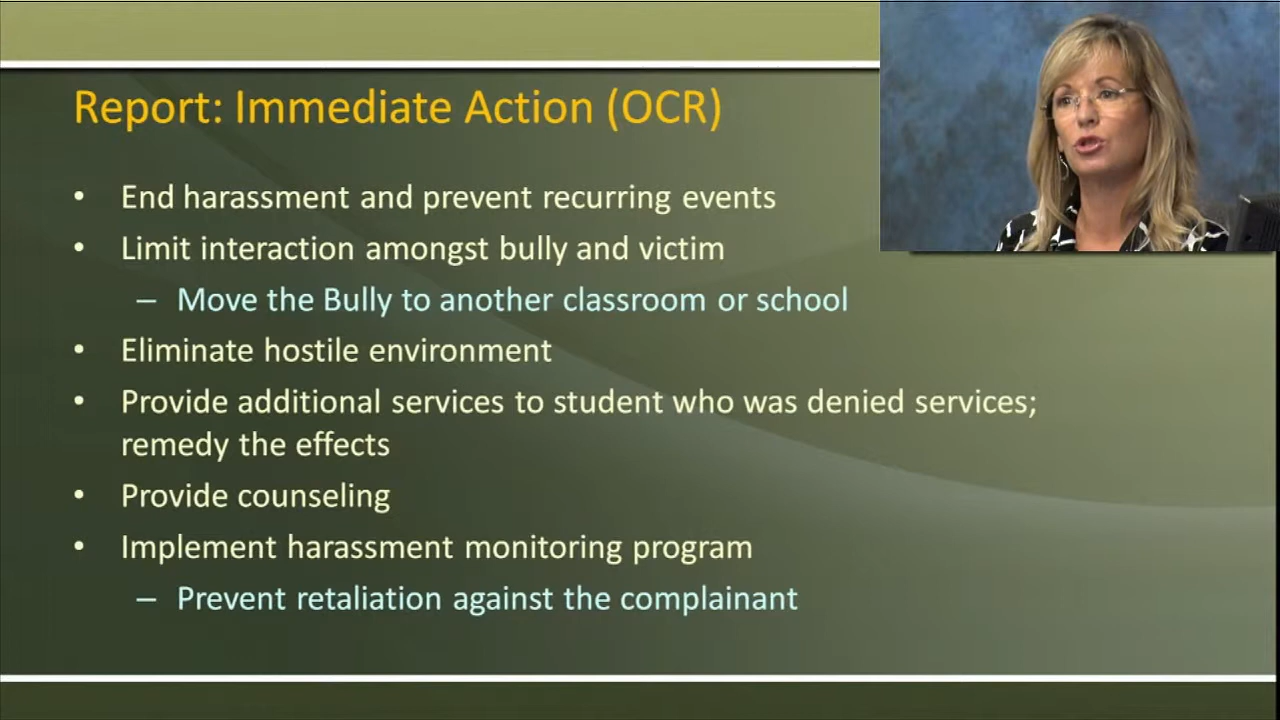 Report: Immediate Action (OCR)
• End harassment and prevent recurring events
• Limit interaction amongst bully and victim
– Move the Bully to another classroom or school
• Eliminate hostile environment
• Provide additional services to student who was denied services;
remedy the effects
• Provide counseling
• Implement harassment monitoring program
– Prevent retaliation against the complainant